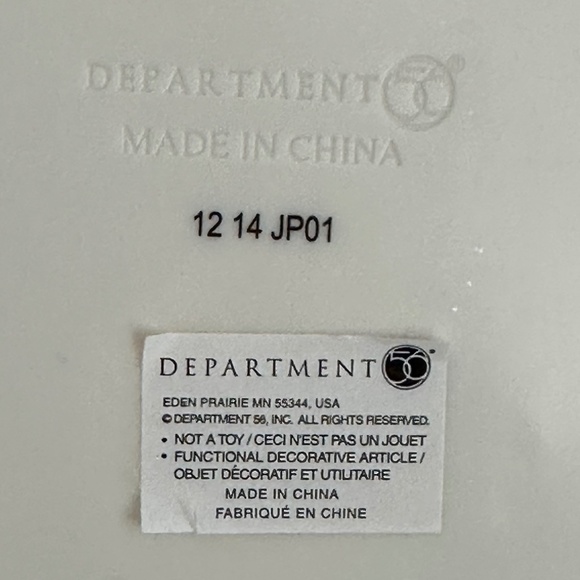 DEPARTMENT 56®
MADE IN CHINA
12 14 JP01
DEPARTMENT 56
EDEN PRAIRIE MN 55344, USA
© DEPARTMENT 56, INC. ALL RIGHTS RESERVED.
• NOT A TOY / CECI N'EST PAS UN JOUET
• FUNCTIONAL DECORATIVE ARTICLE /
OBJET DÉCORATIF ET UTILITAIRE
MADE IN CHINA
FABRIQUÉ EN CHINE